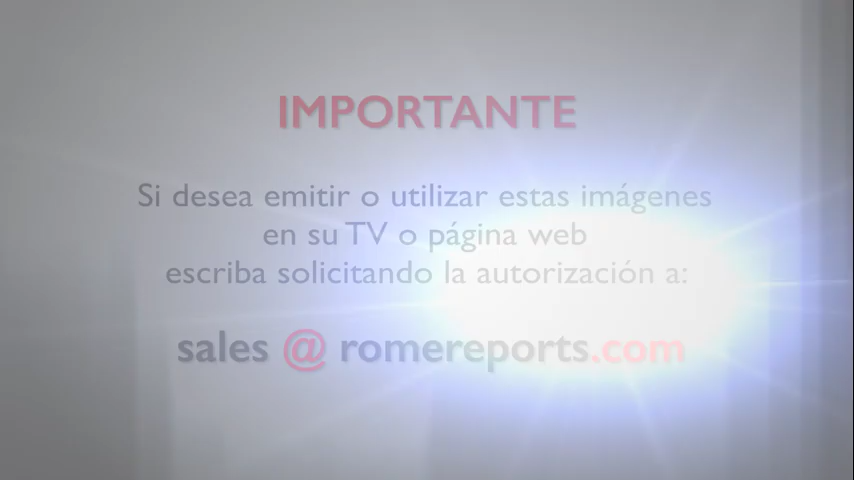 IMPORTANTE
Si desea emitir o utilizar estas imágenes
en su TV o página web
escriba solicitando la autorización a:
sales @ romereports.com